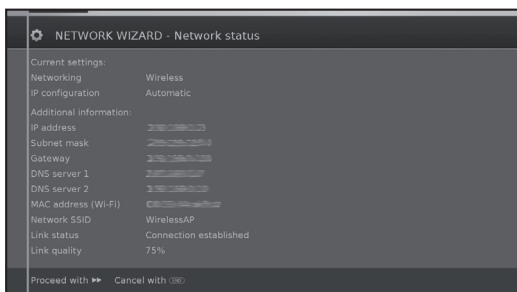 NETWORK WIZARD - Network status
Current settings:
Networking Wireless
IP configuration Automatic
Additional information:
IP address
Subnet mask
Gateway
DNS server 1
DNS server 2
MAC address (Wi-Fi)
Network SSID WirelessAP
Link status Connection established
Link quality 75%
Proceed with Cancel with